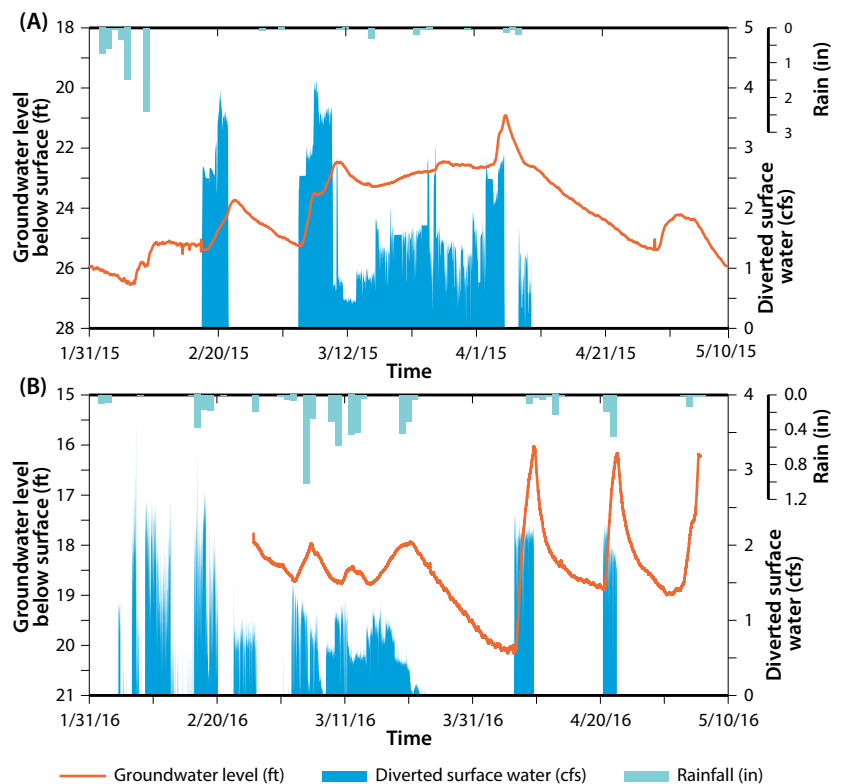 (A)
18
20
22
24
26
28
Groundwater level
below surface (ft)
5
4
3
2
1
0
Diverted surface
water (cfs)
0
1
2
3
Rain (in)
1/31/15
2/20/15
3/12/15
4/1/15
4/21/15
5/10/15
Time
(B)
15
16
17
18
19
20
21
Groundwater level
below surface (ft)
4
3
2
1
0
Diverted surface
water (cfs)
0.0
0.4
0.6
1.2
Rain (in)
1/31/16
2/20/16
3/11/16
3/31/16
4/20/16
5/10/16
Time
Groundwater level (ft)
Diverted surface water (cfs)
Rainfall (in)